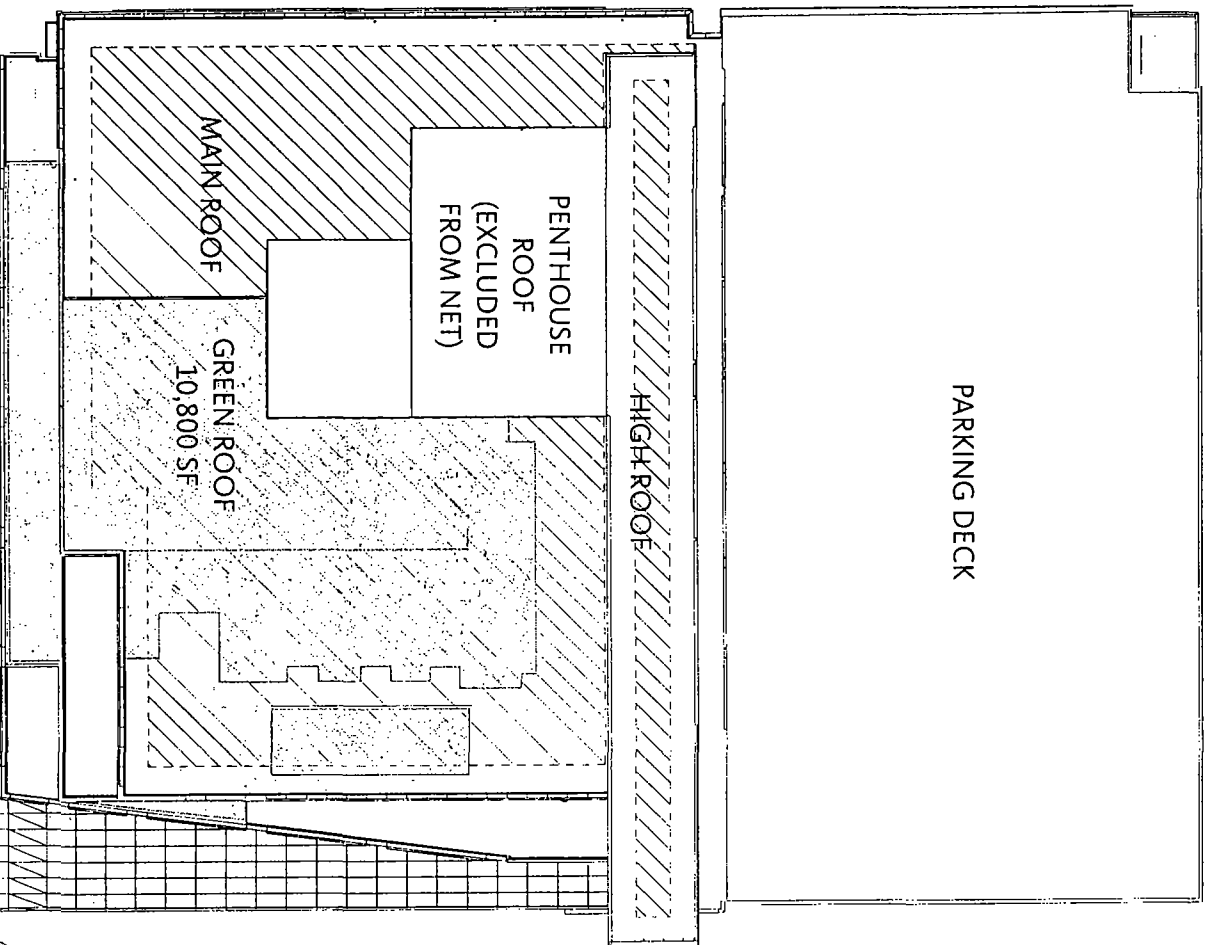 PARKING DECK
HIGH ROOF
PENTHOUSE
ROOF
(EXCLUDED
FROM NET)
MAIN ROOF
GREEN ROOF
10,800 SF